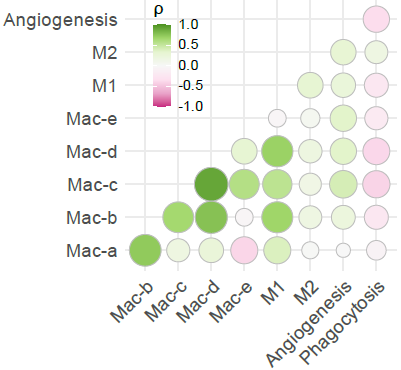 ρ
1.0
0.5
0.0
-0.5
-1.0
Angiogenesis
M2
M1
Mac-e
Mac-d
Mac-c
Mac-b
Mac-a
Mac-b
Mac-c
Mac-d
Mac-e
M1
M2
Angiogenesis
Phagocytosis